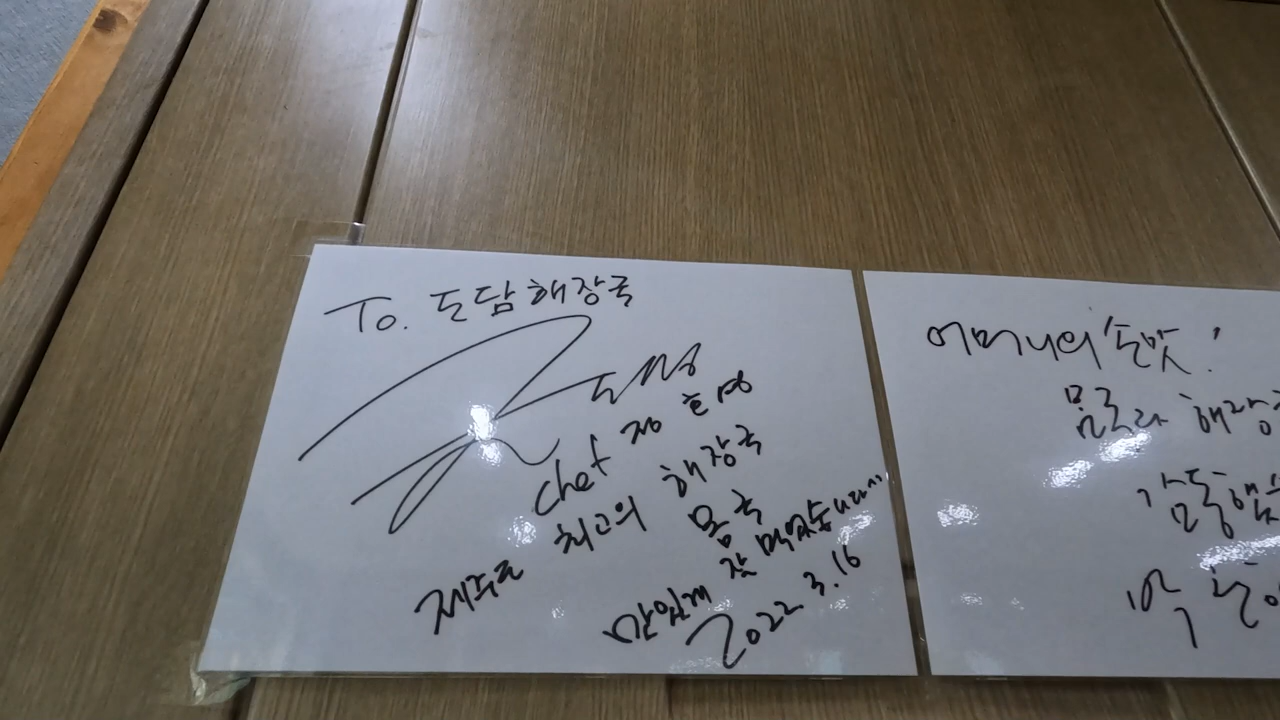 To. 도담해장국
Chef 정호영
제주도 최고의 해장국
몸국
맛있게 잘 먹었습니다~!
2022 3.16
어머니의 손맛!
몸국과 해장국
감동했습